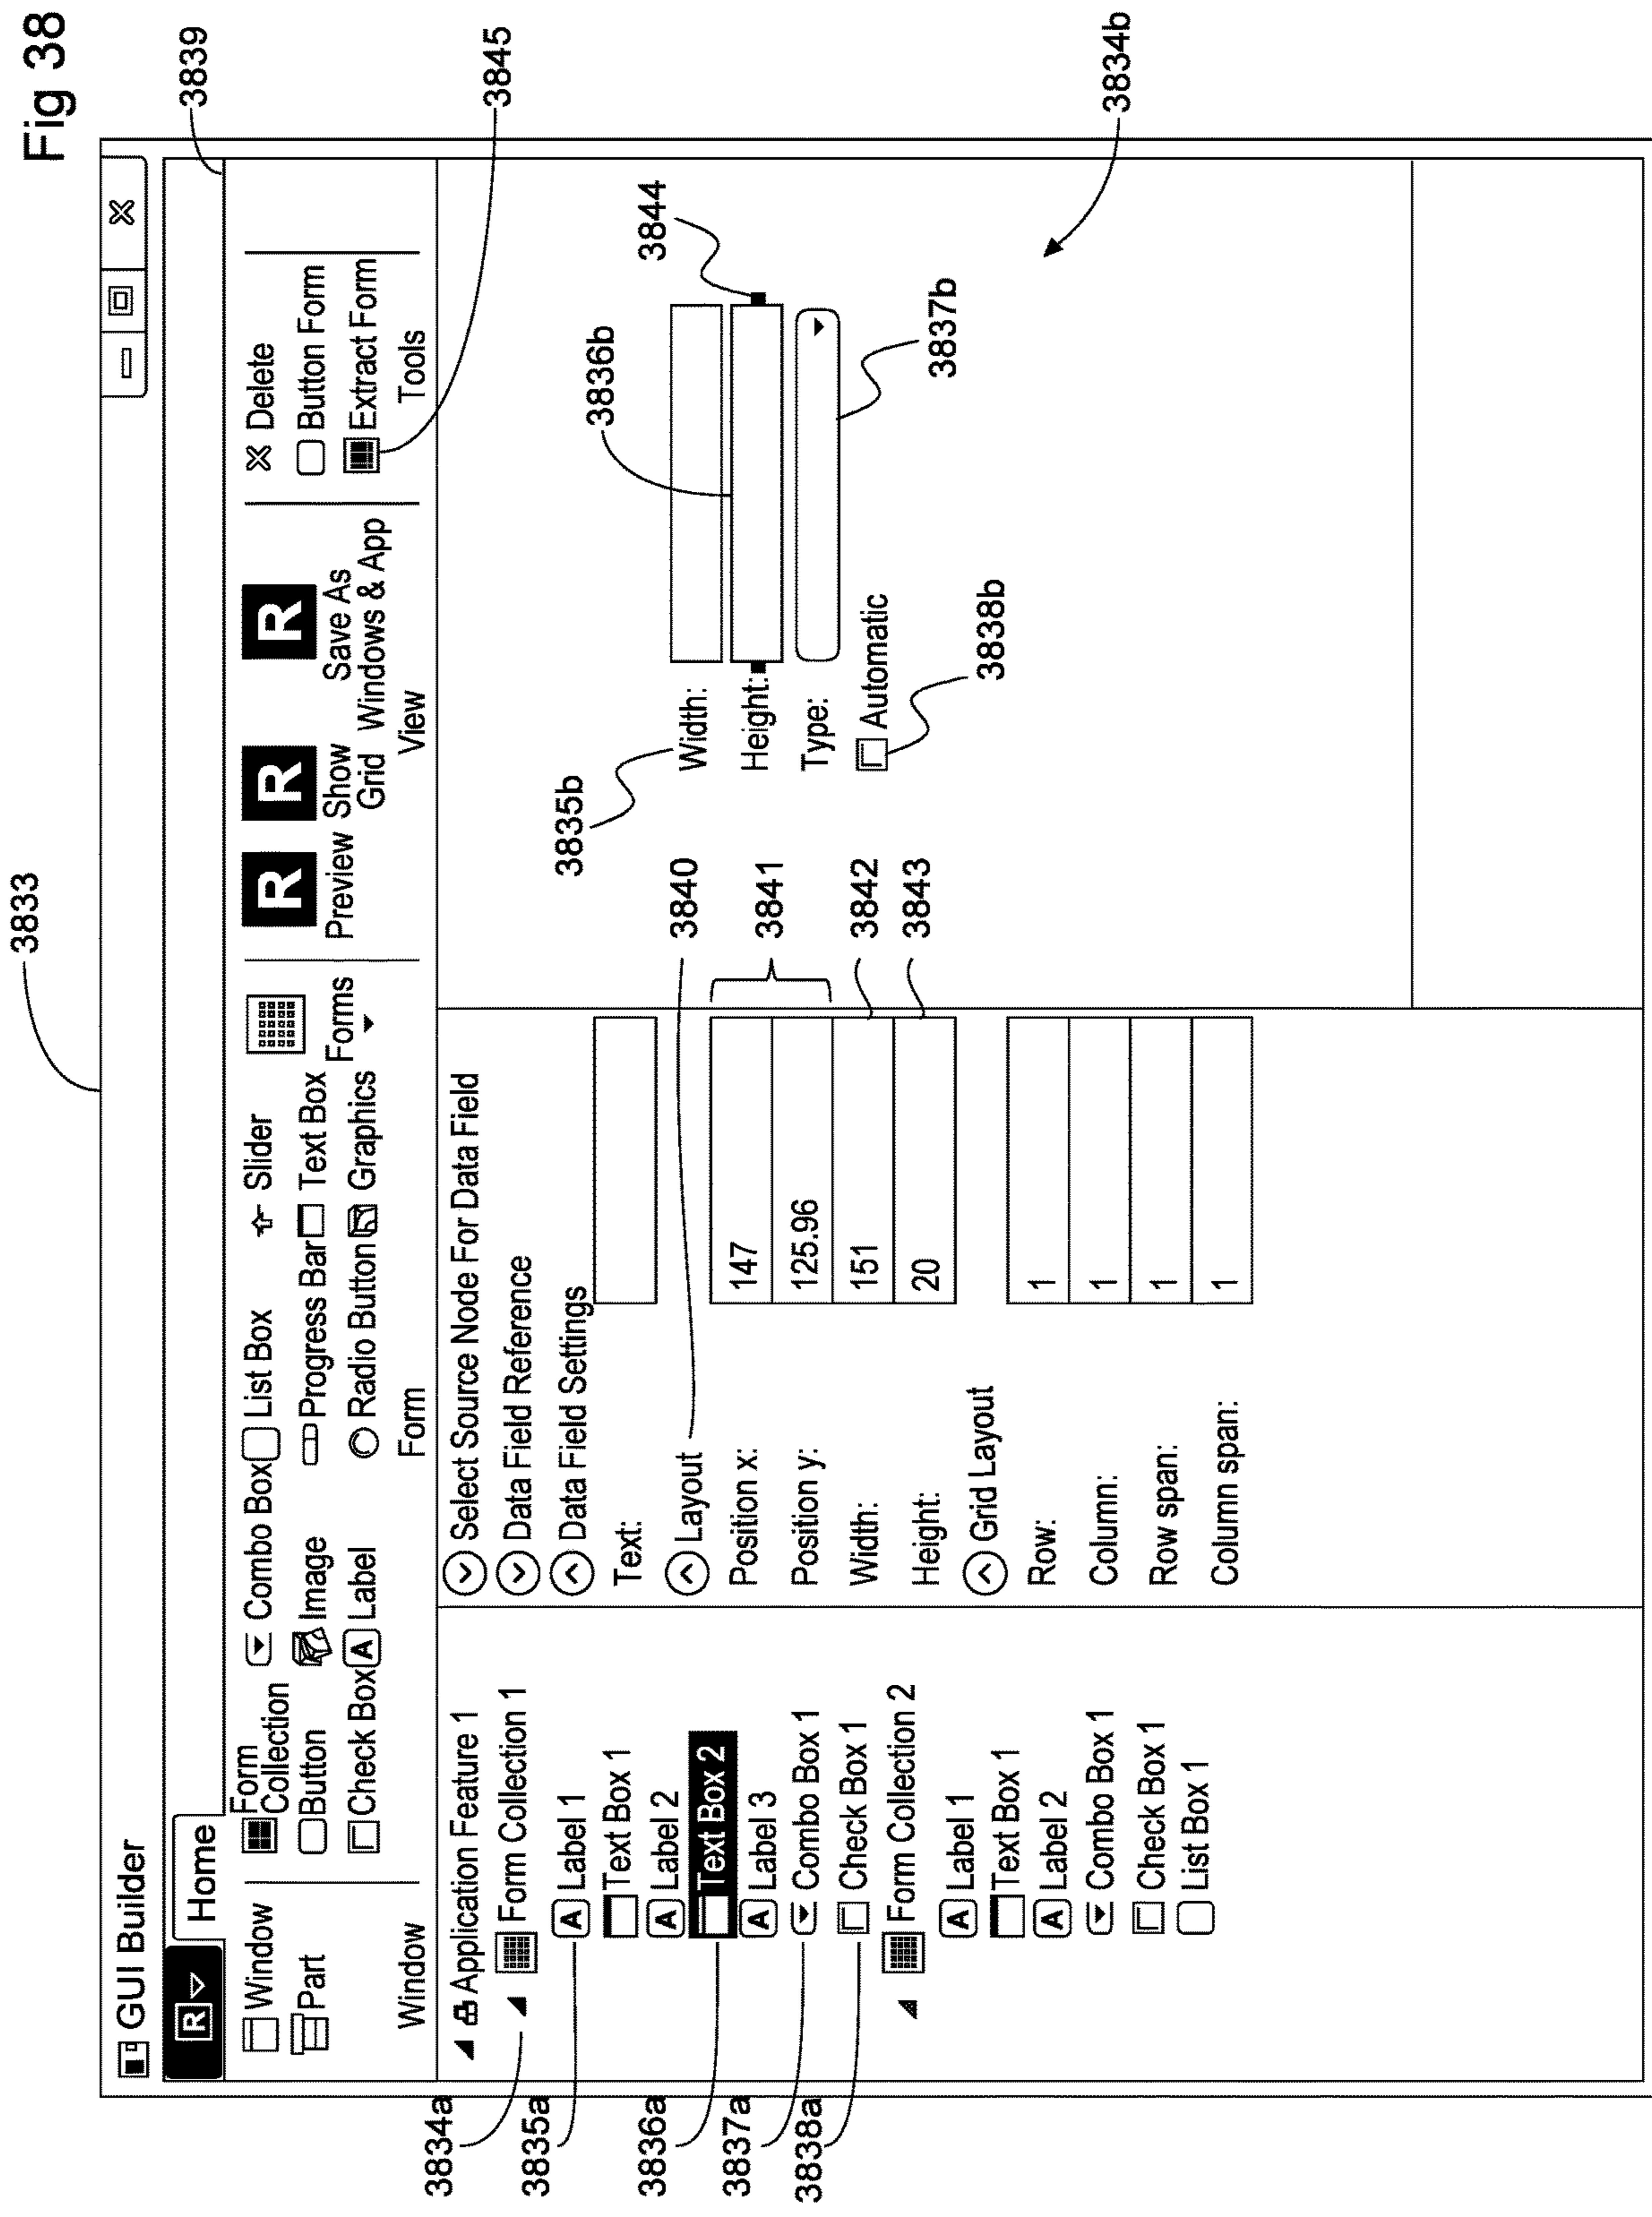 Fig 38
3833
GUI Builder
3839
R
Home
Window
Part
Window
Form
Collection
Button
Check Box
Combo Box
Image
A Label
List Box
Progress Bar
Radio Button
Slider
Text Box
Graphics
Form
Forms
R
Preview
R
Show
Grid
R
Save As
Windows & App
View
Delete
Button Form
Extract Form
Tools
3845
3834a
3835a
3836a
3837a
3838a
Application Feature 1
Form Collection 1
A Label 1
Text Box 1
A Label 2
Text Box 2
A Label 3
Combo Box 1
Check Box 1
Form Collection 2
A Label 1
Text Box 1
A Label 2
Combo Box 1
Check Box 1
List Box 1
Select Source Node For Data Field
Data Field Reference
Data Field Settings
Text:
Layout
Position x: 147
Position y: 125.96
Width: 151
Height: 20
Grid Layout
Row: 1
Column: 1
Row span: 1
Column span: 1
3840
3841
3842
3843
3835b
3836b
3844
Width:
Height:
Type:
Automatic
3837b
3838b
3834b